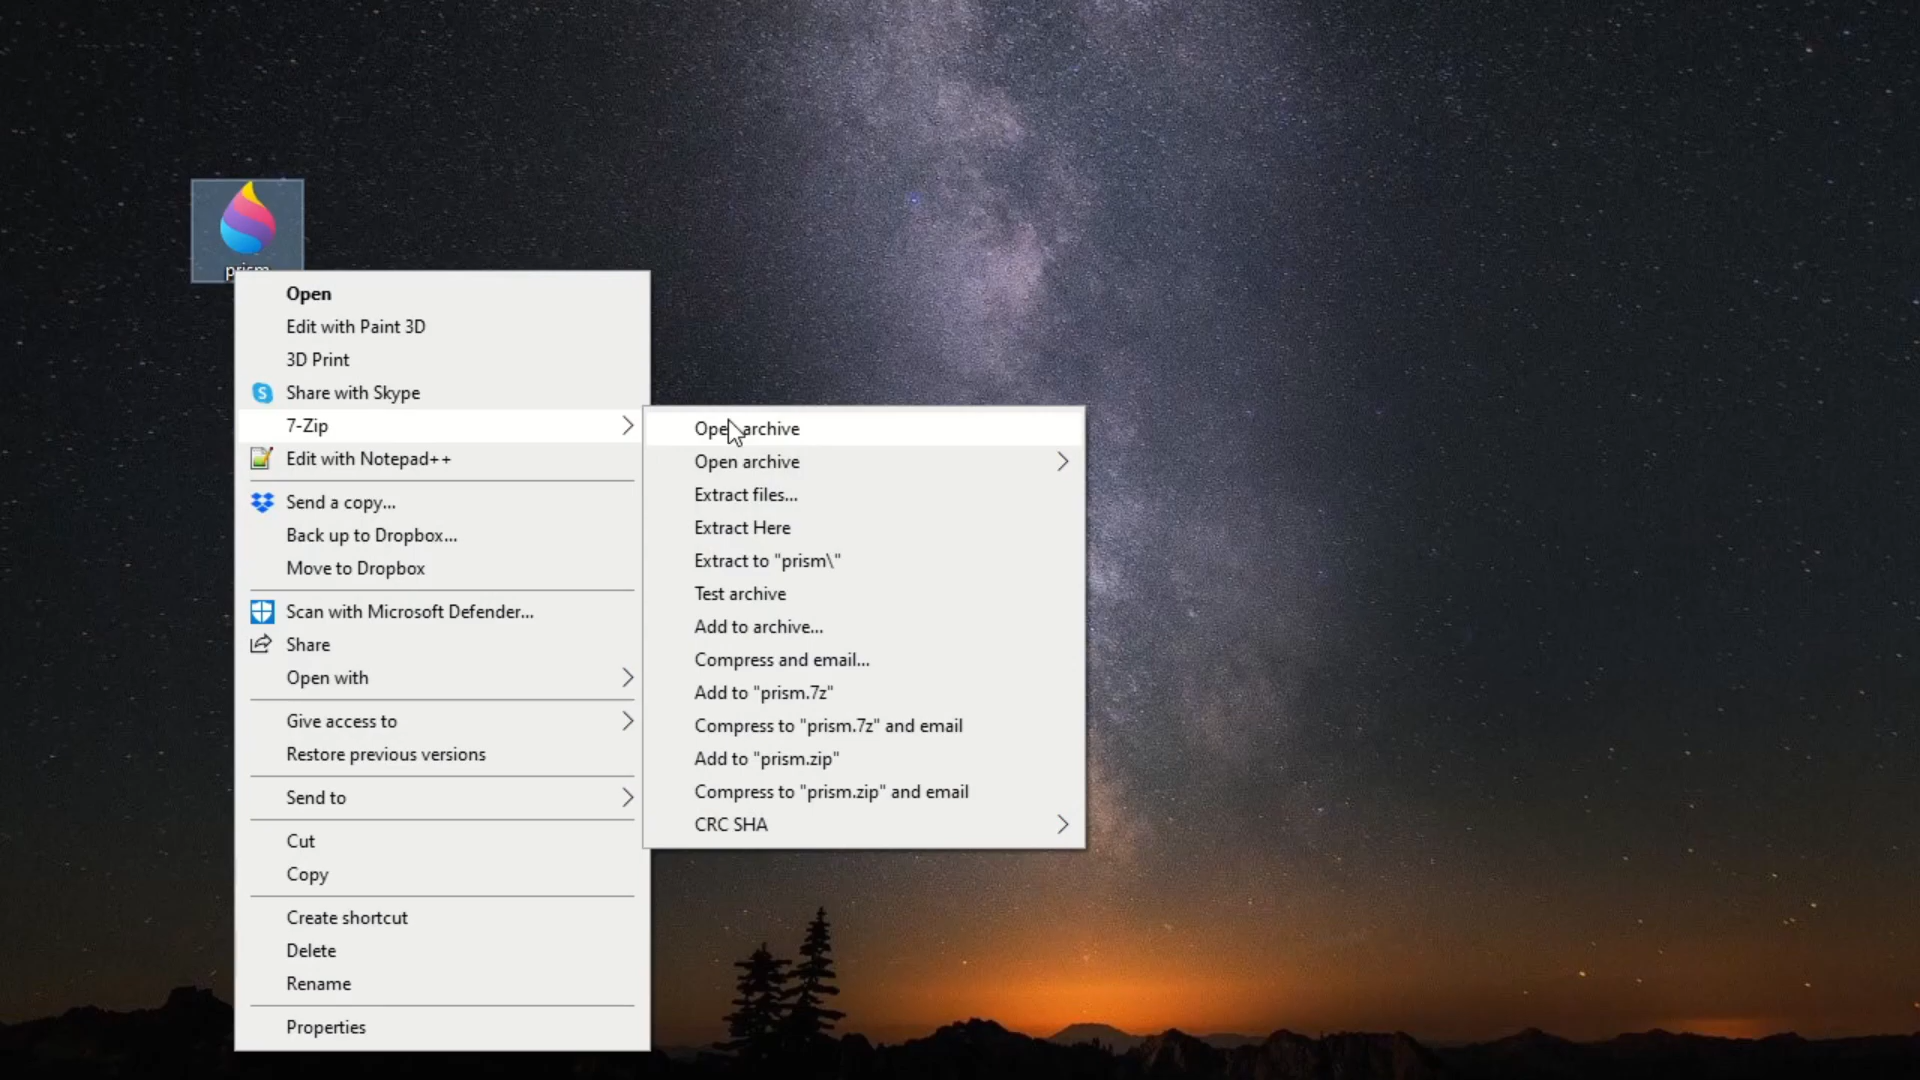 prism
Open
Edit with Paint 3D
3D Print
Share with Skype
7-Zip
Edit with Notepad++
Send a copy...
Back up to Dropbox...
Move to Dropbox
Scan with Microsoft Defender...
Share
Open with
Give access to
Restore previous versions
Send to
Cut
Copy
Create shortcut
Delete
Rename
Properties
Open archive
Open archive
Extract files...
Extract Here
Extract to "prism\"
Test archive
Add to archive...
Compress and email...
Add to "prism.7z"
Compress to "prism.7z" and email
Add to "prism.zip"
Compress to "prism.zip" and email
CRC SHA